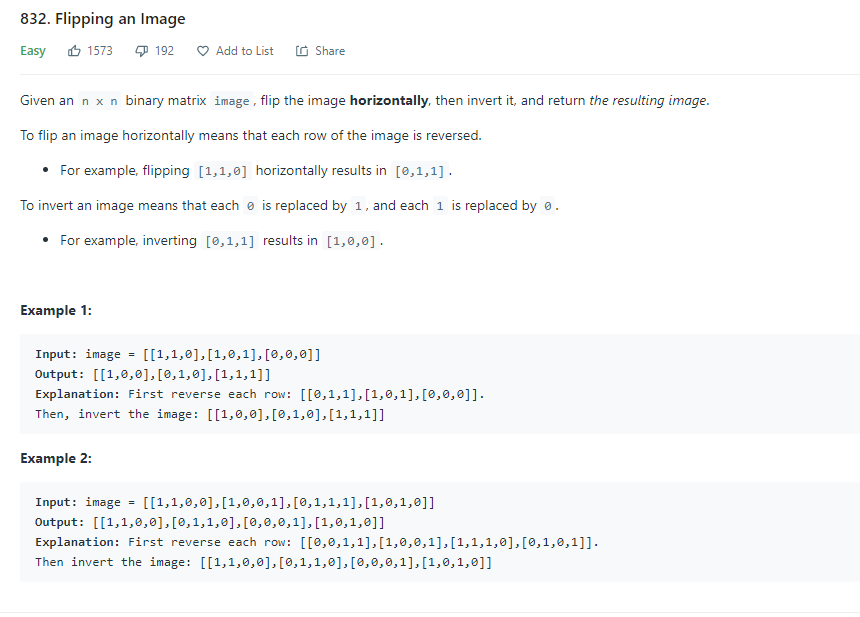 832. Flipping an Image
Easy 1573 192 Add to List Share
Given an n x n binary matrix image, flip the image horizontally, then invert it, and return the resulting image.
To flip an image horizontally means that each row of the image is reversed.
• For example, flipping [1,1,0] horizontally results in [0,1,1].
To invert an image means that each 0 is replaced by 1, and each 1 is replaced by 0.
• For example, inverting [0,1,1] results in [1,0,0].
Example 1:
Input: image = [[1,1,0],[1,0,1],[0,0,0]]
Output: [[1,0,0],[0,1,0],[1,1,1]]
Explanation: First reverse each row: [[0,1,1],[1,0,1],[0,0,0]].
Then, invert the image: [[1,0,0],[0,1,0],[1,1,1]]
Example 2:
Input: image = [[1,1,0,0],[1,0,0,1],[0,1,1,1],[1,0,1,0]]
Output: [[1,1,0,0],[0,1,1,0],[0,0,0,1],[1,0,1,0]]
Explanation: First reverse each row: [[0,0,1,1],[1,0,0,1],[1,1,1,0],[0,1,0,1]].
Then invert the image: [[1,1,0,0],[0,1,1,0],[0,0,0,1],[1,0,1,0]]